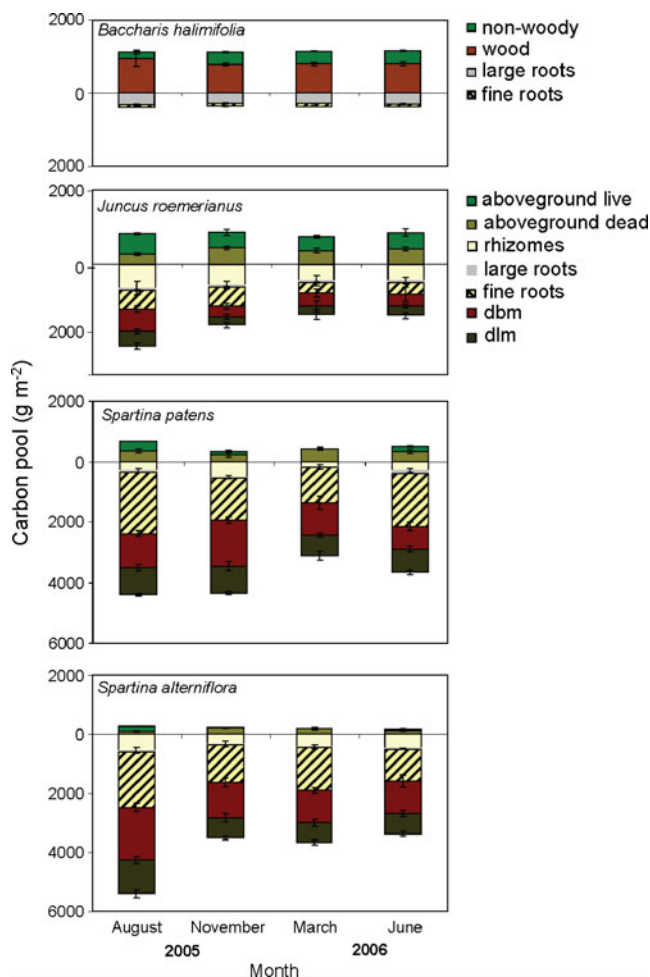 Carbon pool (g m⁻²)
2000
0
2000
Baccharis halimifolia
non-woody
wood
large roots
fine roots
2000
0
2000
Juncus roemerianus
aboveground live
aboveground dead
rhizomes
large roots
fine roots
dbm
dlm
2000
0
2000
4000
6000
Spartina patens
2000
0
2000
4000
6000
Spartina alterniflora
August November March June
2005 2006
Month